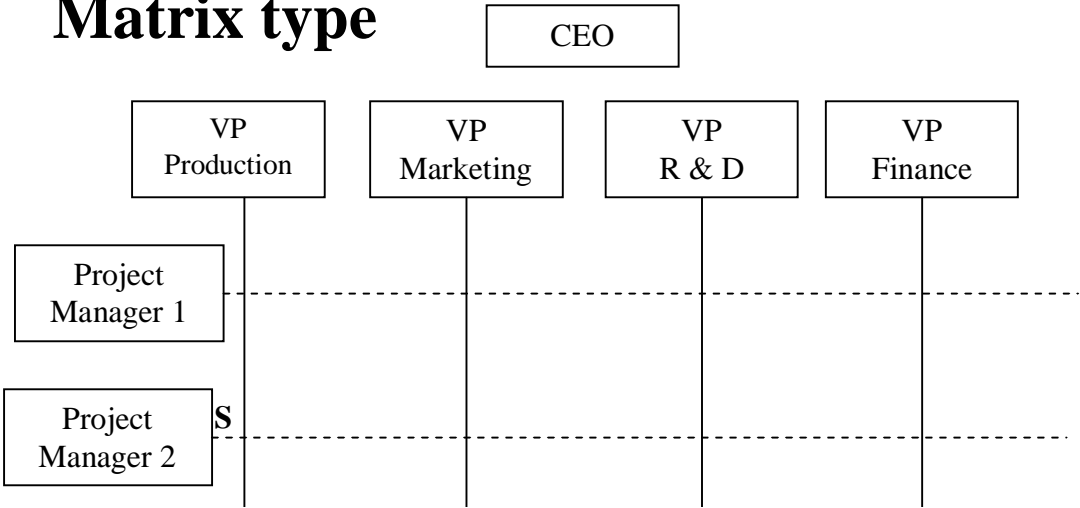 Matrix type
CEO
VP
Production
VP
Marketing
VP
R & D
VP
Finance
Project
Manager 1
Project
Manager 2
S